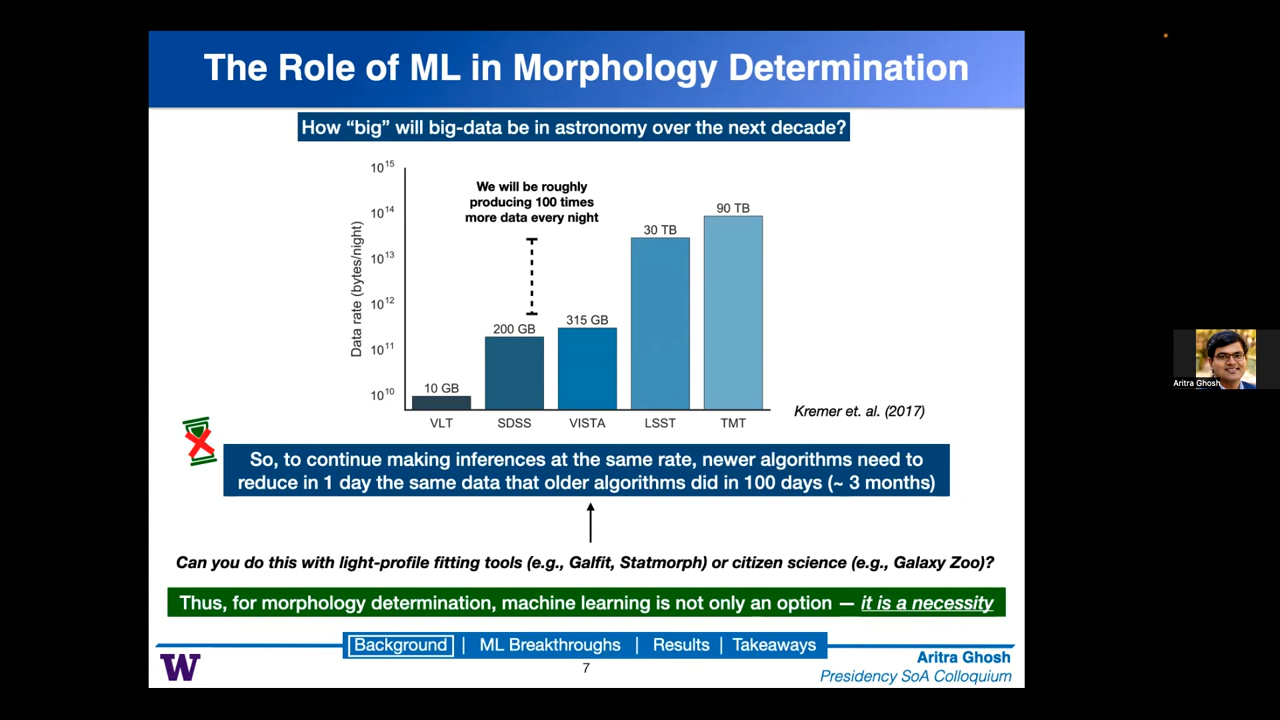 The Role of ML in Morphology Determination
How “big” will big-data be in astronomy over the next decade?
10^15
10^14
10^13
10^12
10^11
10^10
Data rate (bytes/night)
We will be roughly
producing 100 times
more data every night
10 GB
200 GB
315 GB
30 TB
90 TB
VLT
SDSS
VISTA
LSST
TMT
Kremer et. al. (2017)
So, to continue making inferences at the same rate, newer algorithms need to
reduce in 1 day the same data that older algorithms did in 100 days (~ 3 months)
Can you do this with light-profile fitting tools (e.g., Galfit, Statmorph) or citizen science (e.g., Galaxy Zoo)?
Thus, for morphology determination, machine learning is not only an option — it is a necessity
Background | ML Breakthroughs | Results | Takeaways
W
7
Aritra Ghosh
Presidency SoA Colloquium
Aritra Ghosh